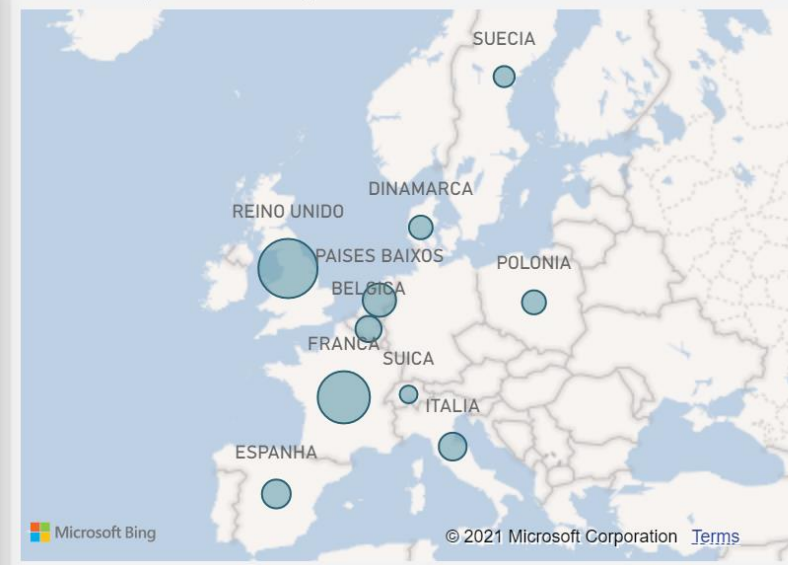 SUECIA
DINAMARCA
REINO UNIDO
PAISES BAIXOS
POLONIA
BELGICA
FRANCA
SUICA
ITALIA
ESPANHA
Microsoft Bing
© 2021 Microsoft Corporation Terms